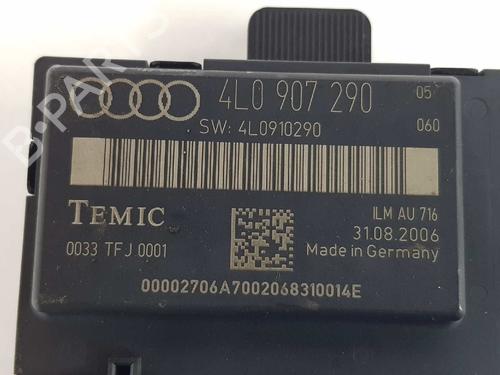 4L0 907 290 05
SW: 4L0910290 060
TEMIC ILM AU 716
31.08.2006
0033 TFJ 0001 Made in Germany
00002706A7002068310014E
B-PARTS